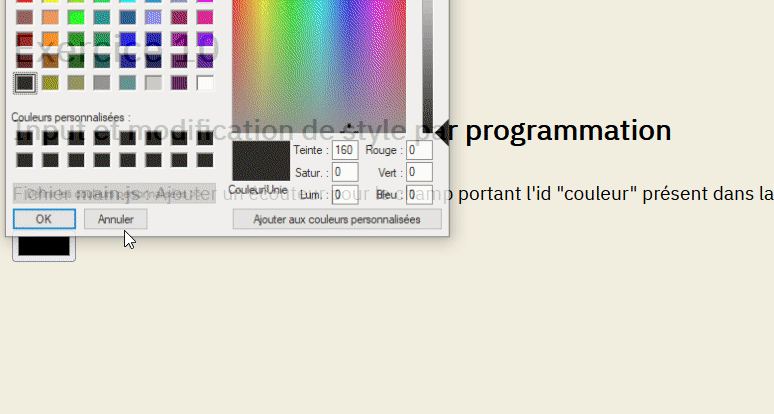 Exercice 10
Couleurs personnalisées :
Input et modification de style par programmation
Teinte : 160 Rouge : 0
Satur. : 0 Vert : 0
CouleurUnie Lum. : 0 Bleu : 0
Fichier main.js : Ajouter un écouteur pour le champ portant l'id "couleur" présent dans la
OK Annuler Ajouter aux couleurs personnalisées